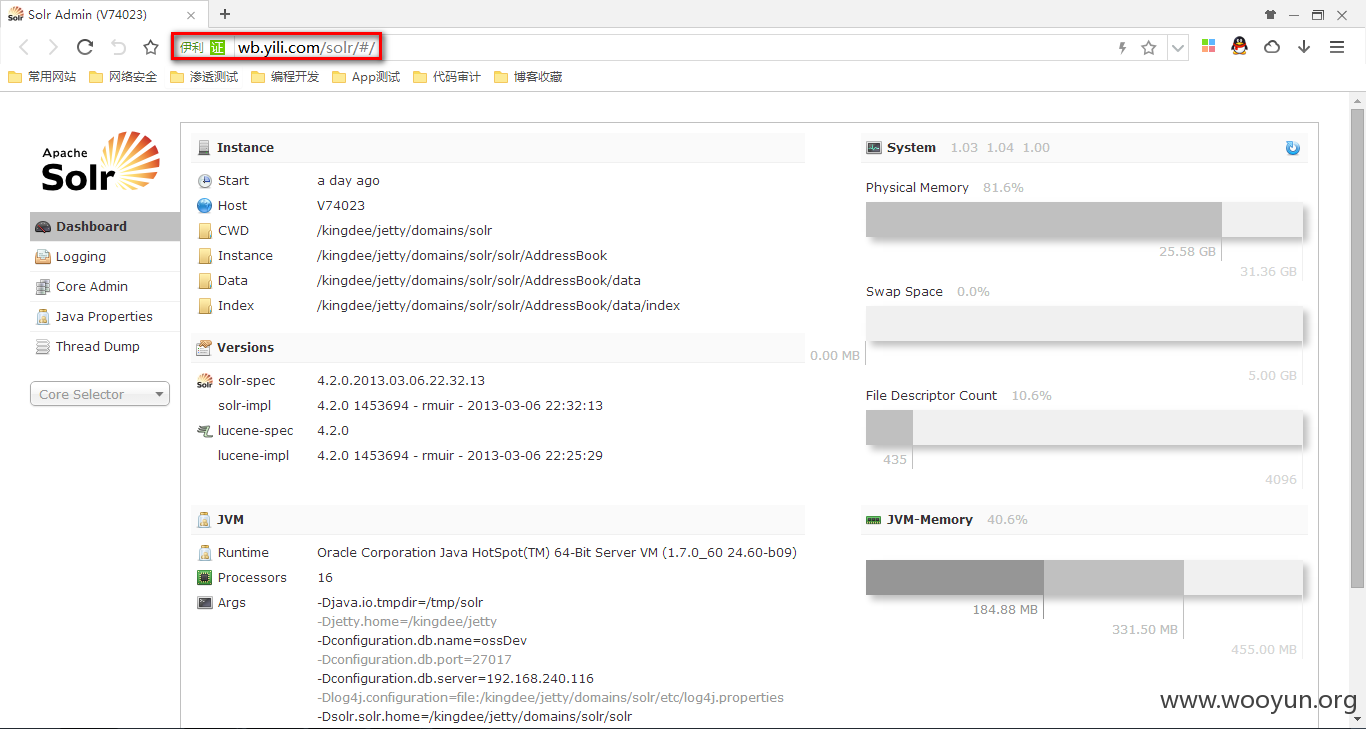 Solr Admin (V74023)
伊利 证 wb.yili.com/solr/#/
常用网站 网络安全 渗透测试 编程开发 App测试 代码审计 博客收藏
Apache
Solr
Dashboard
Logging
Core Admin
Java Properties
Thread Dump
Core Selector
Instance
Start a day ago
Host V74023
CWD /kingdee/jetty/domains/solr
Instance /kingdee/jetty/domains/solr/solr/AddressBook
Data /kingdee/jetty/domains/solr/solr/AddressBook/data
Index /kingdee/jetty/domains/solr/solr/AddressBook/data/index
Versions
solr-spec 4.2.0.2013.03.06.22.32.13
solr-impl 4.2.0 1453694 - rmuir - 2013-03-06 22:32:13
lucene-spec 4.2.0
lucene-impl 4.2.0 1453694 - rmuir - 2013-03-06 22:25:29
JVM
Runtime Oracle Corporation Java HotSpot(TM) 64-Bit Server VM (1.7.0_60 24.60-b09)
Processors 16
Args -Djava.io.tmpdir=/tmp/solr
-Djetty.home=/kingdee/jetty
-Dconfiguration.db.name=ossDev
-Dconfiguration.db.port=27017
-Dconfiguration.db.server=192.168.240.116
-Dlog4j.configuration=file:/kingdee/jetty/domains/solr/etc/log4j.properties
-Dsolr.solr.home=/kingdee/jetty/domains/solr/solr
System 1.03 1.04 1.00
Physical Memory 81.6%
25.58 GB
31.36 GB
Swap Space 0.0%
0.00 MB
5.00 GB
File Descriptor Count 10.6%
435
4096
JVM-Memory 40.6%
184.88 MB
331.50 MB
455.00 MB
www.wooyun.org